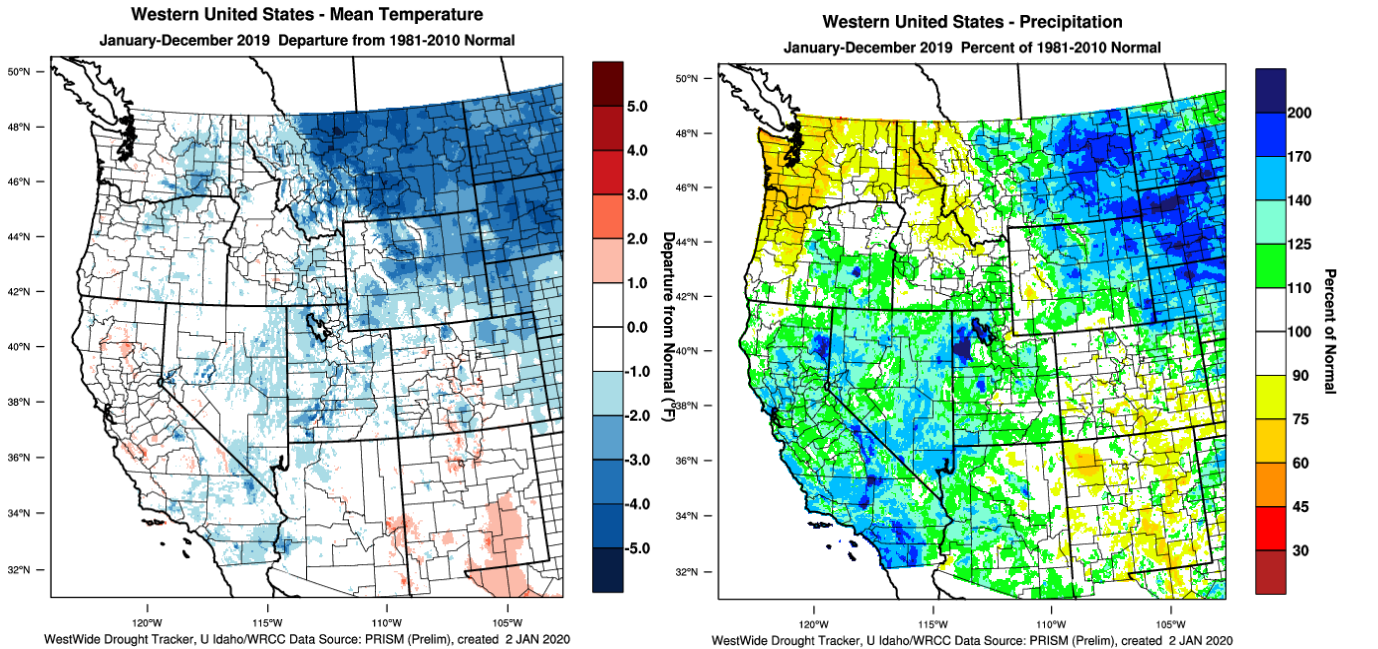 Western United States - Mean Temperature
January-December 2019 Departure from 1981-2010 Normal
50°N
48°N
46°N
44°N
42°N
40°N
38°N
36°N
34°N
32°N
120°W
115°W
110°W
105°W
5.0
4.0
3.0
2.0
1.0
0.0
-1.0
-2.0
-3.0
-4.0
-5.0
Departure from Normal (°F)
WestWide Drought Tracker, U Idaho/WRCC Data Source: PRISM (Prelim), created 2 JAN 2020
Western United States - Precipitation
January-December 2019 Percent of 1981-2010 Normal
50°N
48°N
46°N
44°N
42°N
40°N
38°N
36°N
34°N
32°N
120°W
115°W
110°W
105°W
200
170
140
125
110
100
90
75
60
45
30
Percent of Normal
WestWide Drought Tracker, U Idaho/WRCC Data Source: PRISM (Prelim), created 2 JAN 2020